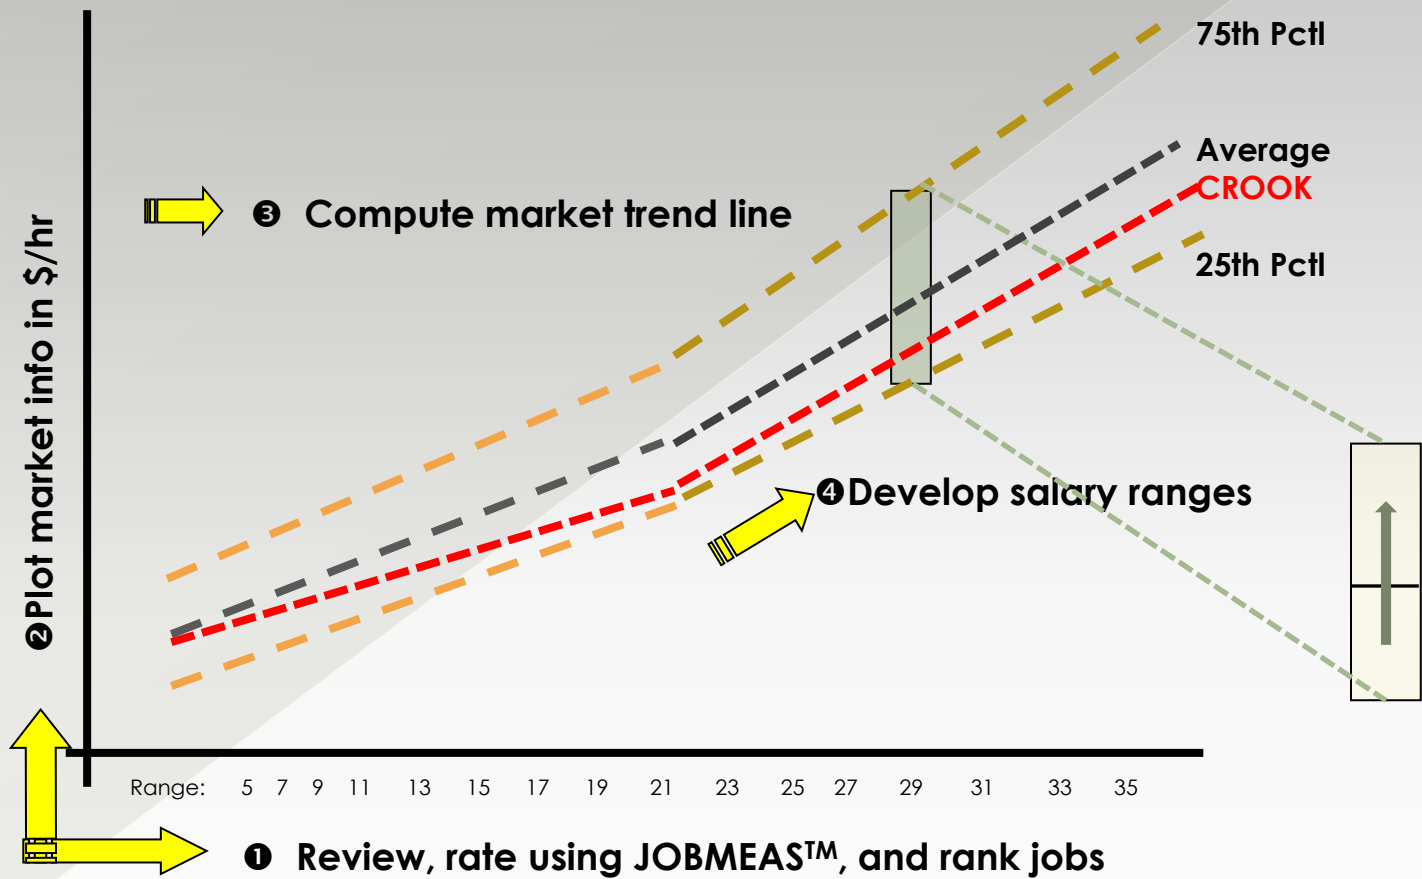 75th Pctl
Average
CROOK
25th Pctl
❸ Compute market trend line
❷Plot market info in $/hr
❹Develop salary ranges
Range: 5 7 9 11 13 15 17 19 21 23 25 27 29 31 33 35
❶ Review, rate using JOBMEAS™, and rank jobs